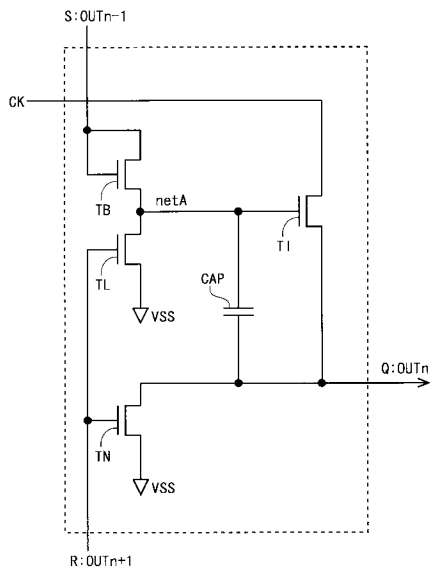 S:OUTn-1
CK
TB
netA
TI
TL
CAP
VSS
Q:OUTn
TN
VSS
R:OUTn+1